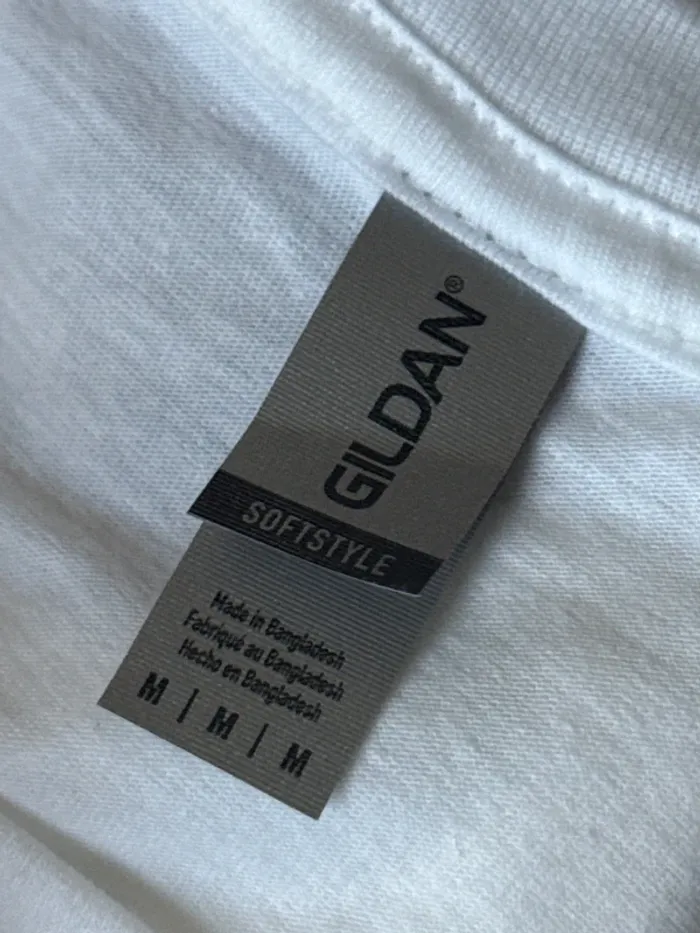 GILDAN®
SOFTSTYLE
Made in Bangladesh
Fabriqué au Bangladesh
Hecho en Bangladesh
M | M | M